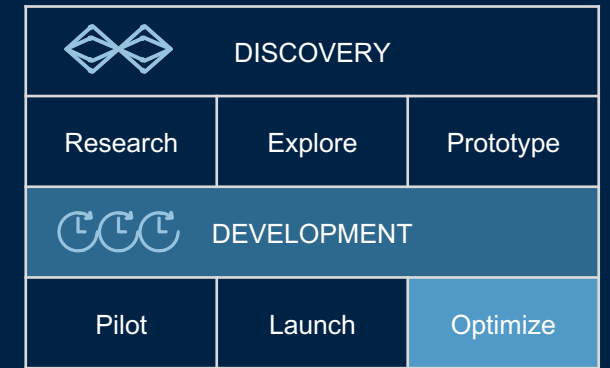 DISCOVERY
Research Explore Prototype
DEVELOPMENT
Pilot Launch Optimize